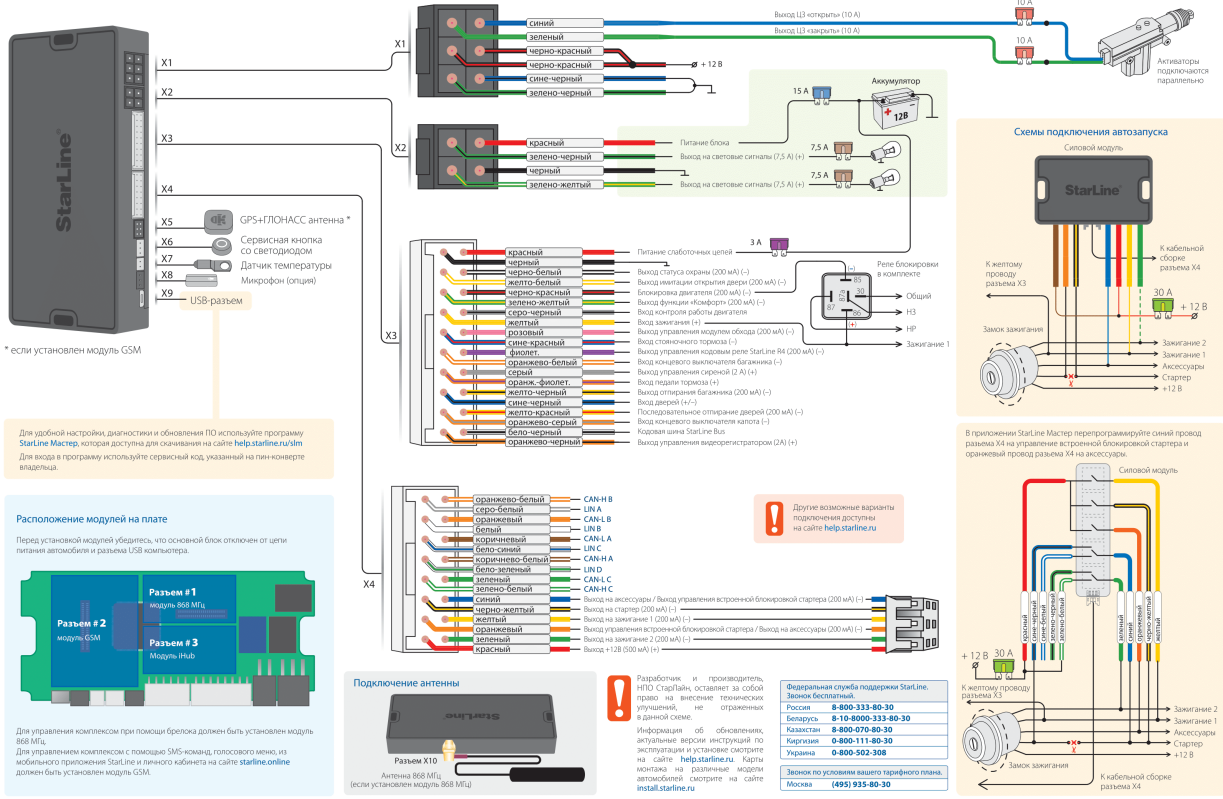 StarLine
X1
X2
X3
X4
X5
X6
X7
X8
X9
GPS+ГЛОНАСС антенна *
Сервисная кнопка
со светодиодом
Датчик температуры
Микрофон (опция)
USB-разъем
* если установлен модуль GSM
Для удобной настройки, диагностики и обновления ПО используйте программу
StarLine Мастер, которая доступна для скачивания на сайте help.starline.ru/slm
Для входа в программу используйте сервисный код, указанный на пин-конверте
владельца.
Расположение модулей на плате
Перед установкой модулей убедитесь, что основной блок отключен от цепи
питания автомобиля и разъема USB компьютера.
Разъем #1
модуль 868 МГц
Разъем #2
модуль GSM
Разъем #3
Модуль iHub
Для управления комплексом при помощи брелока должен быть установлен модуль
868 МГц.
Для управлением комплексом с помощью SMS-команд, голосового меню, из
мобильного приложения StarLine и личного кабинета на сайте starline.online
должен быть установлен модуль GSM.
X1
синий
зеленый
черно-красный
черно-красный
сине-черный
зелено-черный
Выход ЦЗ «открыть» (10 А)
Выход ЦЗ «закрыть» (10 А)
+ 12 В
10 А
10 А
Активаторы
подключаются
параллельно
X2
красный
зелено-черный
черный
зелено-желтый
Питание блока
Выход на световые сигналы (7,5 А) (+)
Выход на световые сигналы (7,5 А) (+)
15 А
Аккумулятор
12В
7,5 А
7,5 А
X3
красный Питание слаботочных цепей
3 А
черный
черно-белый Выход статуса охраны (200 мА) (–)
желто-белый Выход имитации открытия двери (200 мА) (–)
черно-красный Блокировка двигателя (200 мА) (–)
зелено-желтый Выход функции «Комфорт» (200 мА) (–)
серо-черный Вход контроля работы двигателя
желтый Вход зажигания (+)
розовый Выход управления модулем обхода (200 мА) (–)
сине-красный Вход стояночного тормоза (–)
фиолет. Выход управления кодовым реле StarLine R4 (200 мА) (–)
оранжево-белый Вход концевого выключателя багажника (–)
серый Выход управления сиреной (2 А) (+)
оранж.-фиолет. Вход педали тормоза (+)
желто-черный Выход отпирания багажника (200 мА) (–)
сине-черный Вход дверей (+/–)
желто-красный Последовательное отпирание дверей (200 мА) (–)
оранжево-серый Вход концевого выключателя капота (–)
бело-черный Кодовая шина StarLine Bus
оранжево-черный Выход управления видеорегистратором (2А) (+)
Реле блокировки
в комплекте
(–)
85
87 87a 30
86
(+)
Общий
НЗ
НР
Зажигание 1
X4
оранжево-белый CAN-H B
серо-белый LIN A
оранжевый CAN-L B
белый LIN B
коричневый CAN-L A
бело-синий LIN C
коричнево-белый CAN-H A
бело-зеленый LIN D
зеленый CAN-L C
зелено-белый CAN-H C
синий Выход на аксессуары / Выход управления встроенной блокировкой стартера (200 мА) (–)
черно-желтый Выход на стартер (200 мА) (–)
желтый Выход на зажигание 1 (200 мА) (–)
оранжевый Выход управления встроенной блокировкой стартера / Выход на аксессуары (200 мА) (–)
зеленый Выход на зажигание 2 (200 мА) (–)
красный Выход +12В (500 мА) (+)
Другие возможные варианты
подключения доступны
на сайте help.starline.ru
Подключение антенны
StarLine
Разъем X10
Антенна 868 МГц
(если установлен модуль 868 МГц)
Разработчик и производитель,
НПО СтарЛайн, оставляет за собой
право на внесение технических
улучшений, не отраженных
в данной схеме.
Информация об обновлениях,
актуальные версии инструкций по
эксплуатации и установке смотрите
на сайте help.starline.ru. Карты
монтажа на различные модели
автомобилей смотрите на сайте
install.starline.ru
Федеральная служба поддержки StarLine.
Звонок бесплатный.
Россия 8-800-333-80-30
Беларусь 8-10-8000-333-80-30
Казахстан 8-800-070-80-30
Киргизия 0-800-111-80-30
Украина 0-800-502-308
Звонок по условиям вашего тарифного плана.
Москва (495) 935-80-30
Схемы подключения автозапуска
Силовой модуль
StarLine
К желтому
проводу
разъема X3
К кабельной
сборке
разъема X4
30 А
+ 12 В
Замок зажигания
Зажигание 2
Зажигание 1
Аксессуары
Стартер
+12 В
В приложении StarLine Мастер перепрограммируйте синий провод
разъема X4 на управление встроенной блокировкой стартера и
оранжевый провод разъема X4 на аксессуары.
Силовой модуль
красный
сине-черный
сине-белый
зелено-черный
зелено-белый
зеленый
синий
оранжевый
черно-желтый
желтый
+ 12 В
30 А
К желтому проводу
разъема X3
Зажигание 2
Зажигание 1
Аксессуары
Стартер
+12 В
Замок зажигания
К кабельной сборке
разъема X4